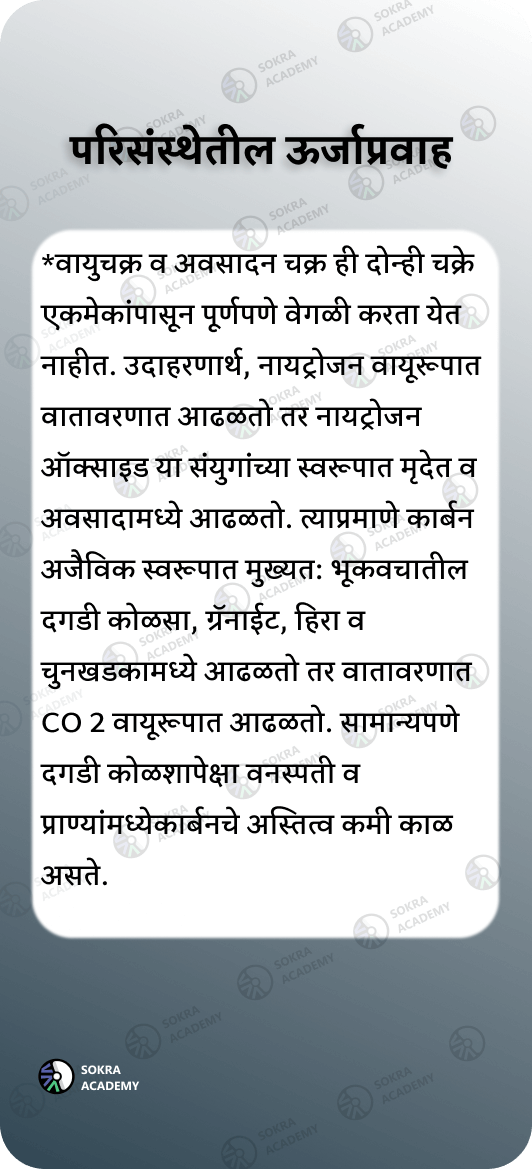 परिसंस्थेतील ऊर्जाप्रवाह
*वायुचक्र व अवसादन चक्र ही दोन्ही चक्रे
एकमेकांपासून पूर्णपणे वेगळी करता येत
नाहीत. उदाहरणार्थ, नायट्रोजन वायूरूपात
वातावरणात आढळतो तर नायट्रोजन
ऑक्साइड या संयुगांच्या स्वरूपात मृदेत व
अवसादामध्ये आढळतो. त्याप्रमाणे कार्बन
अजैविक स्वरूपात मुख्यत: भूकवचातील
दगडी कोळसा, ग्रॅनाईट, हिरा व
चुनखडकामध्ये आढळतो तर वातावरणात
CO 2 वायूरूपात आढळतो. सामान्यपणे
दगडी कोळशापेक्षा वनस्पती व
प्राण्यांमध्येकार्बनचे अस्तित्व कमी काळ
असते.
SOKRA
ACADEMY